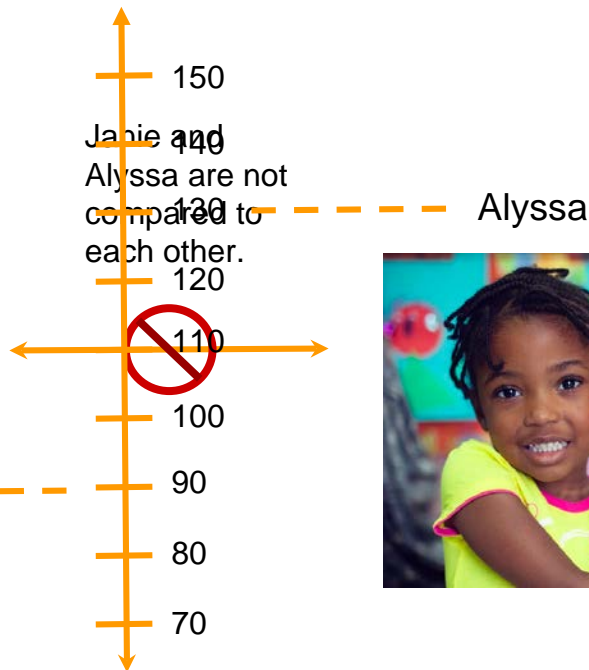 150
140
Janie and
Alyssa are not
compared to
each other.
130
Alyssa
120
110
100
90
80
70